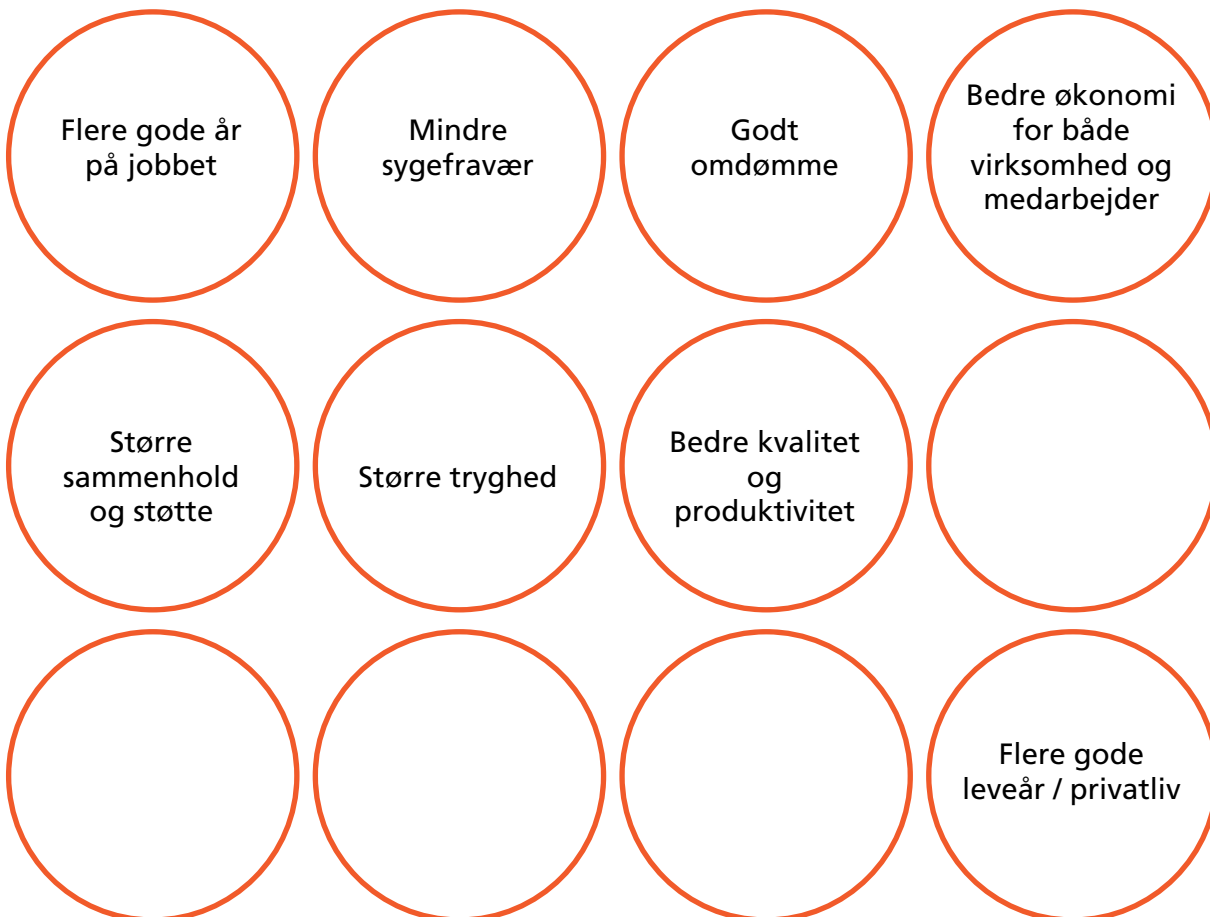 Flere gode år
på jobbet
Mindre
sygefravær
Godt
omdømme
Bedre økonomi
for både
virksomhed og
medarbejder
Større
sammenhold
og støtte
Større tryghed
Bedre kvalitet
og
produktivitet
Flere gode
leveår / privatliv